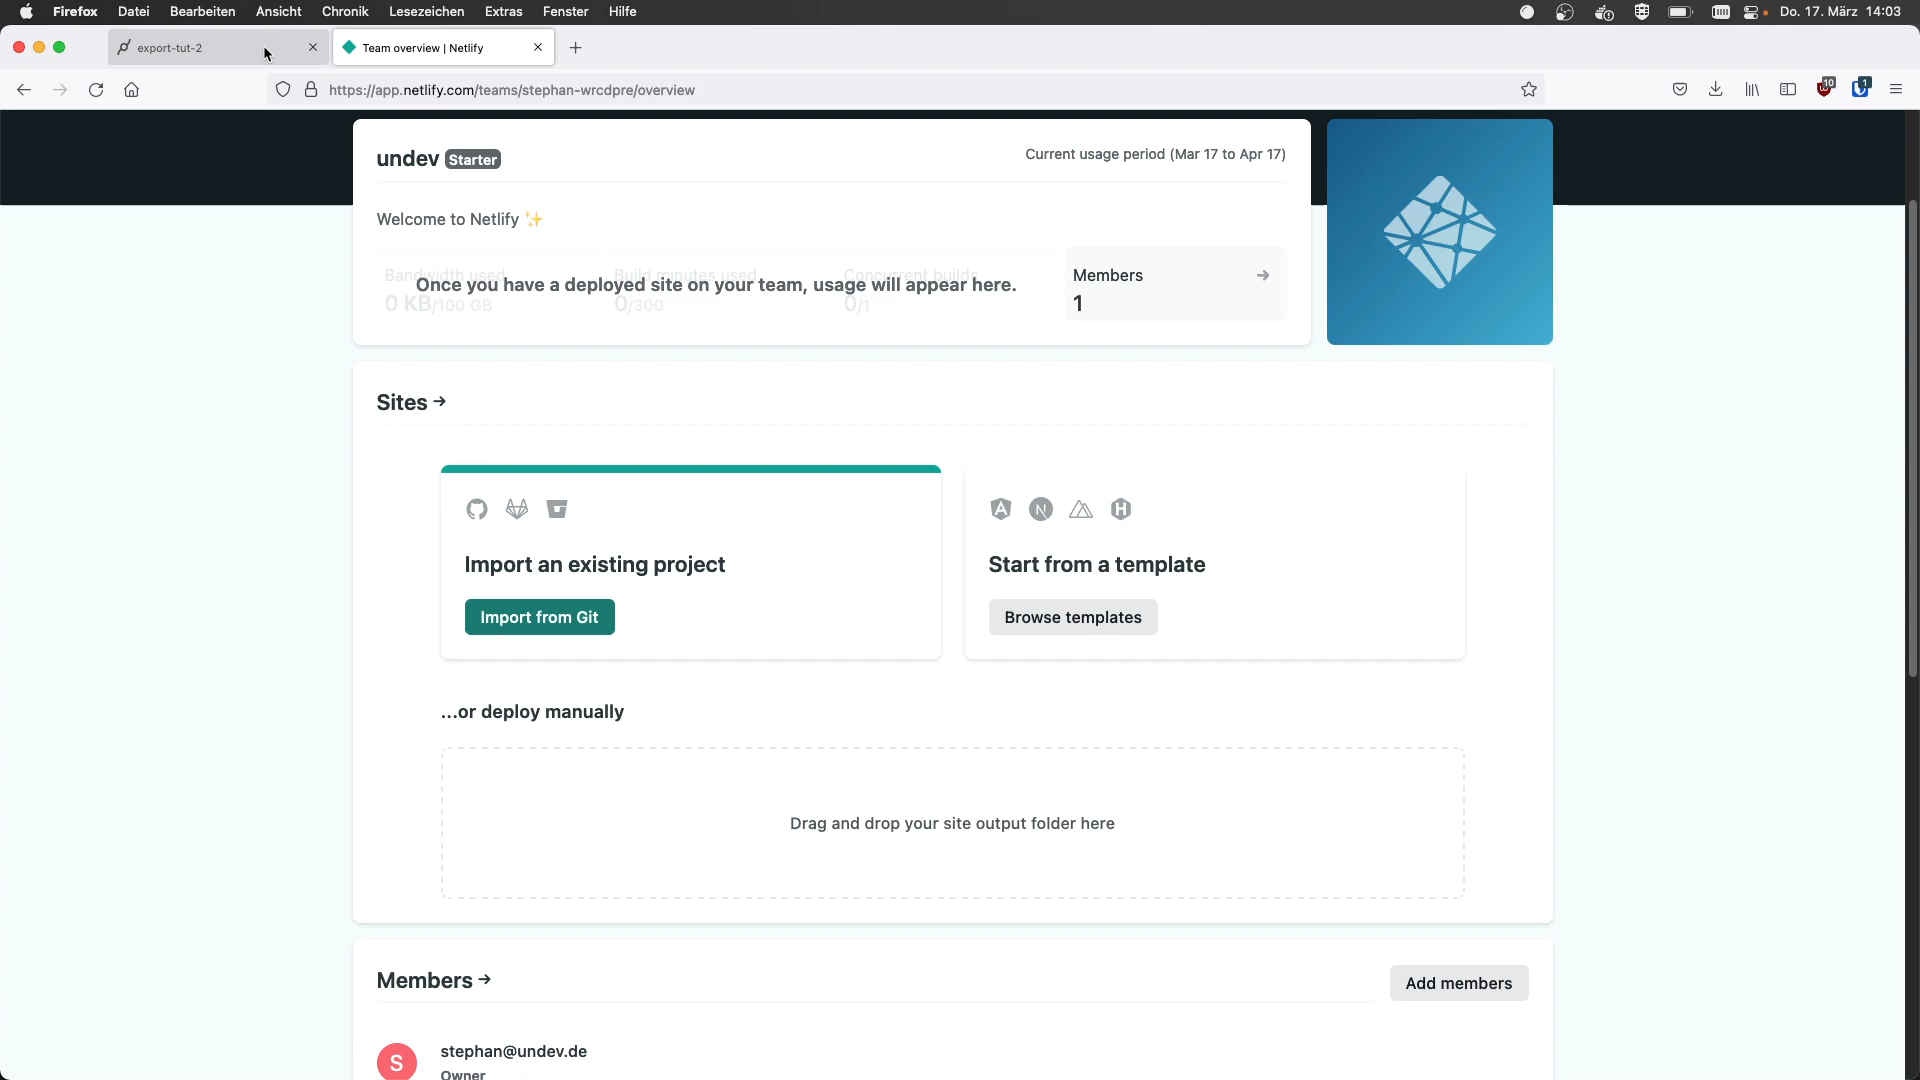 Firefox Datei Bearbeiten Ansicht Chronik Lesezeichen Extras Fenster Hilfe Do. 17. März 14:03
export-tut-2 Team overview | Netlify
https://app.netlify.com/teams/stephan-wrcdpre/overview 10 1
undev Starter Current usage period (Mar 17 to Apr 17)
Welcome to Netlify ✨
Bandwidth used Build minutes used Concurrent builds Members →
Once you have a deployed site on your team, usage will appear here.
0 KB/100 GB 0/300 0/1 1
Sites →
Import an existing project
Import from Git
Start from a template
Browse templates
...or deploy manually
Drag and drop your site output folder here
Members → Add members
S stephan@undev.de
Owner